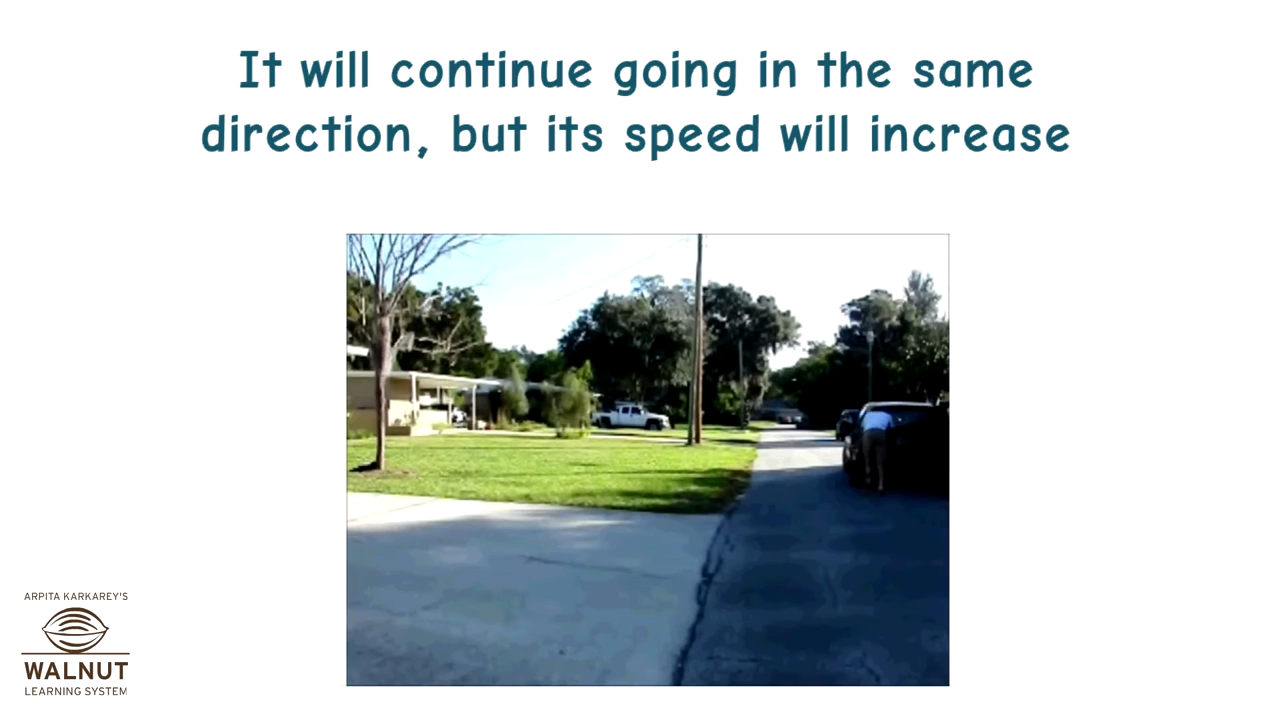 It will continue going in the same
direction, but its speed will increase
ARPITA KARKAREY'S
WALNUT
LEARNING SYSTEM